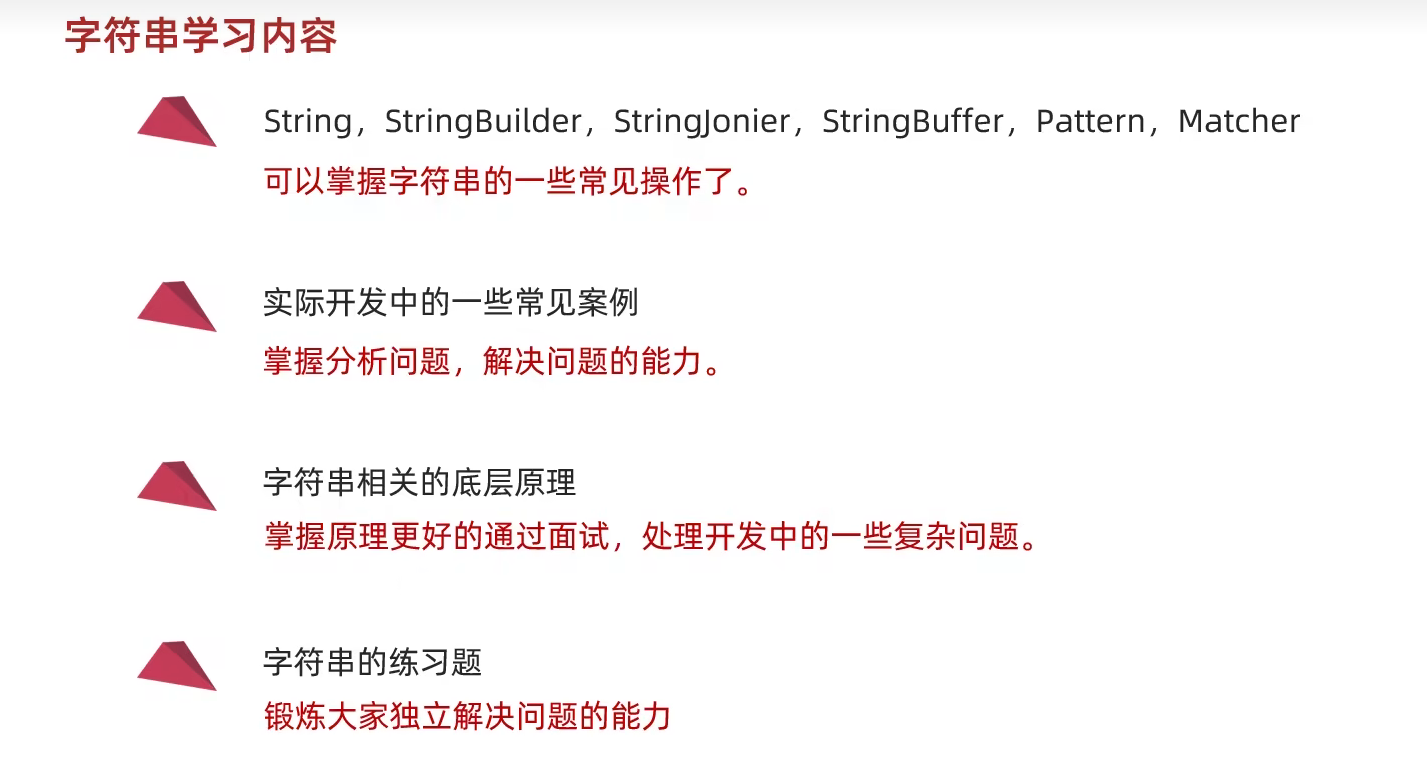 字符串学习内容
String，StringBuilder，StringJonier，StringBuffer，Pattern，Matcher
可以掌握字符串的一些常见操作了。
实际开发中的一些常见案例
掌握分析问题，解决问题的能力。
字符串相关的底层原理
掌握原理更好的通过面试，处理开发中的一些复杂问题。
字符串的练习题
锻炼大家独立解决问题的能力